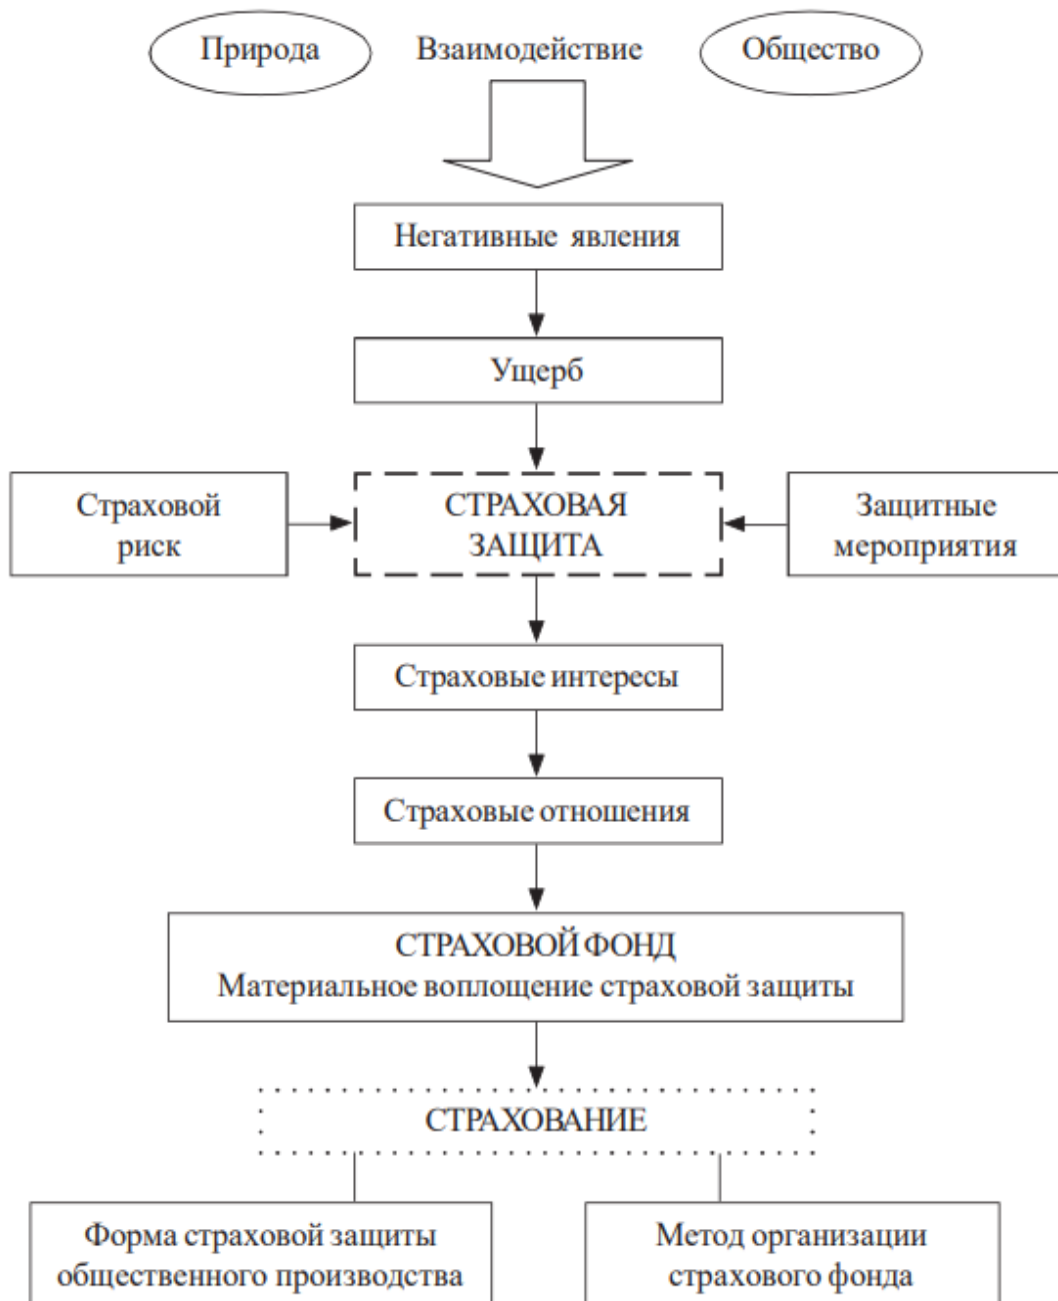 Природа
Взаимодействие
Общество
Негативные явления
Ущерб
Страховой
риск
СТРАХОВАЯ
ЗАЩИТА
Защитные
мероприятия
Страховые интересы
Страховые отношения
СТРАХОВОЙ ФОНД
Материальное воплощение страховой защиты
СТРАХОВАНИЕ
Форма страховой защиты
общественного производства
Метод организации
страхового фонда